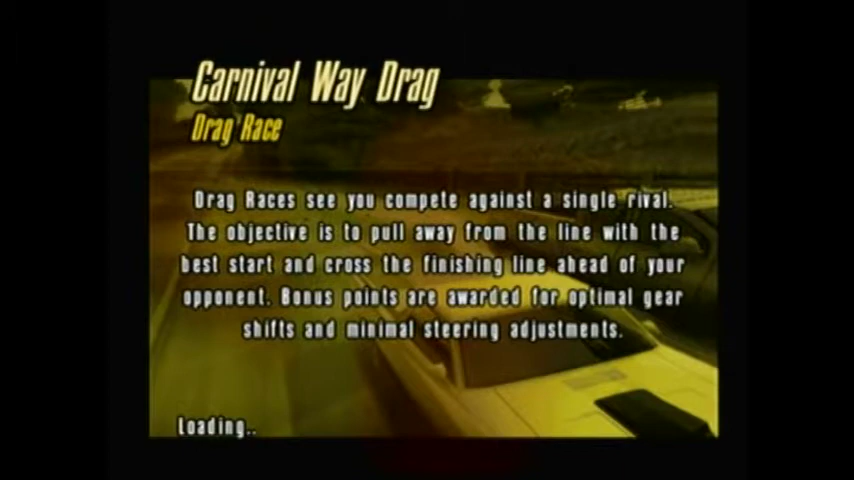 Carnival Way Drag
Drag Race
Drag Races see you compete against a single rival.
The objective is to pull away from the line with the
best start and cross the finishing line ahead of your
opponent. Bonus points are awarded for optimal gear
shifts and minimal steering adjustments.
Loading..